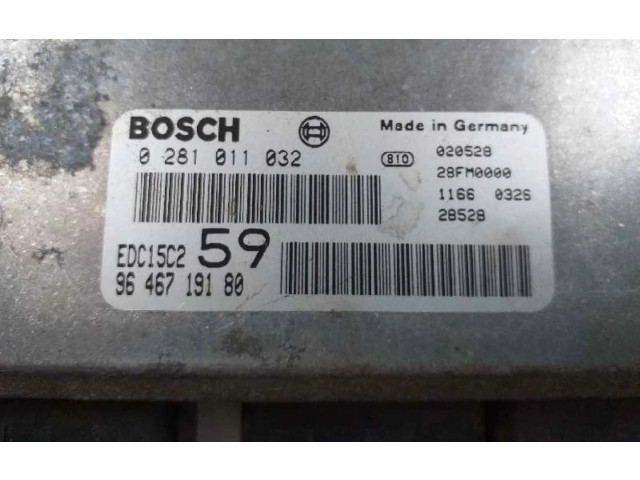 BOSCH
0 281 011 032
EDC15C2 59
96 467 191 80
Made in Germany
810 020528
28FM0000
1166 0326
28528